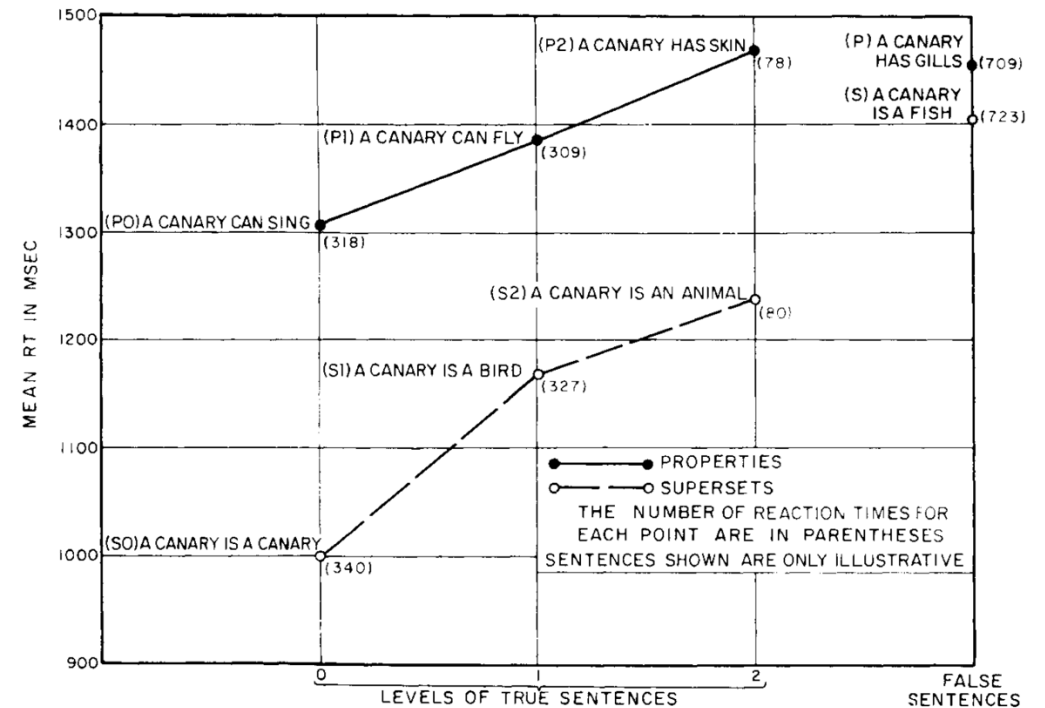 1500
(P2) A CANARY HAS SKIN
(78)
(P) A CANARY
HAS GILLS
(709)
(S) A CANARY
IS A FISH
(723)
1400
(P1) A CANARY CAN FLY
(309)
(P0) A CANARY CAN SING
(318)
1300
(S2) A CANARY IS AN ANIMAL
(80)
1200
(S1) A CANARY IS A BIRD
(327)
1100
PROPERTIES
SUPERSETS
THE NUMBER OF REACTION TIMES FOR
EACH POINT ARE IN PARENTHESES
SENTENCES SHOWN ARE ONLY ILLUSTRATIVE
(S0) A CANARY IS A CANARY
(340)
1000
900
MEAN RT IN MSEC
0 1 2
LEVELS OF TRUE SENTENCES
FALSE
SENTENCES